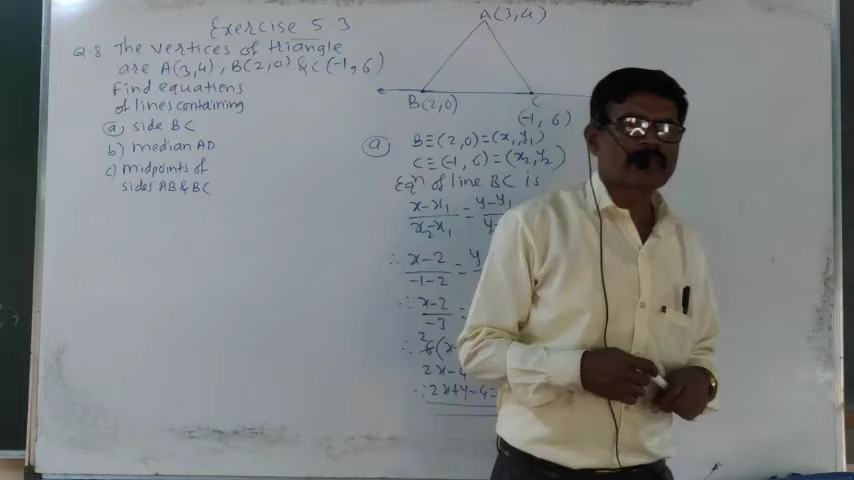 Exercise 5.3
Q.8 The vertices of triangle
are A(3,4), B(2,0) & C(-1,6)
Find equations
of lines containing
(a) side BC
b) median AD
c) midpoints of
sides AB & BC
A(3,4)
B(2,0)
C
(-1, 6)
(a) B≡(2,0)=(x₁,y₁)
C≡(-1,6)=(x₂,y₂)
Eqⁿ of line BC is
x-x₁/x₂-x₁ = y-y₁/y₂
∴ x-2/-1-2 = y
∴ x-2/-3 =
2x-4
∴ 2x+y-4=